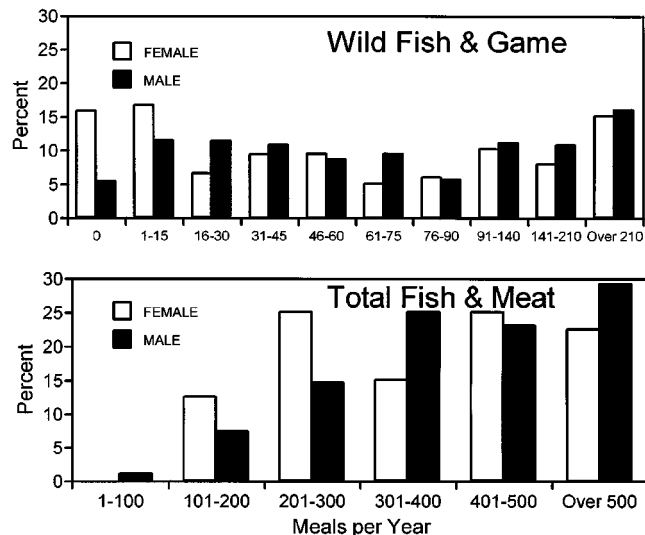 Wild Fish & Game
FEMALE
MALE
Percent
30
25
20
15
10
5
0
0 1-15 16-30 31-45 46-60 61-75 76-90 91-140 141-210 Over 210
Total Fish & Meat
FEMALE
MALE
Percent
30
25
20
15
10
5
0
1-100 101-200 201-300 301-400 401-500 Over 500
Meals per Year